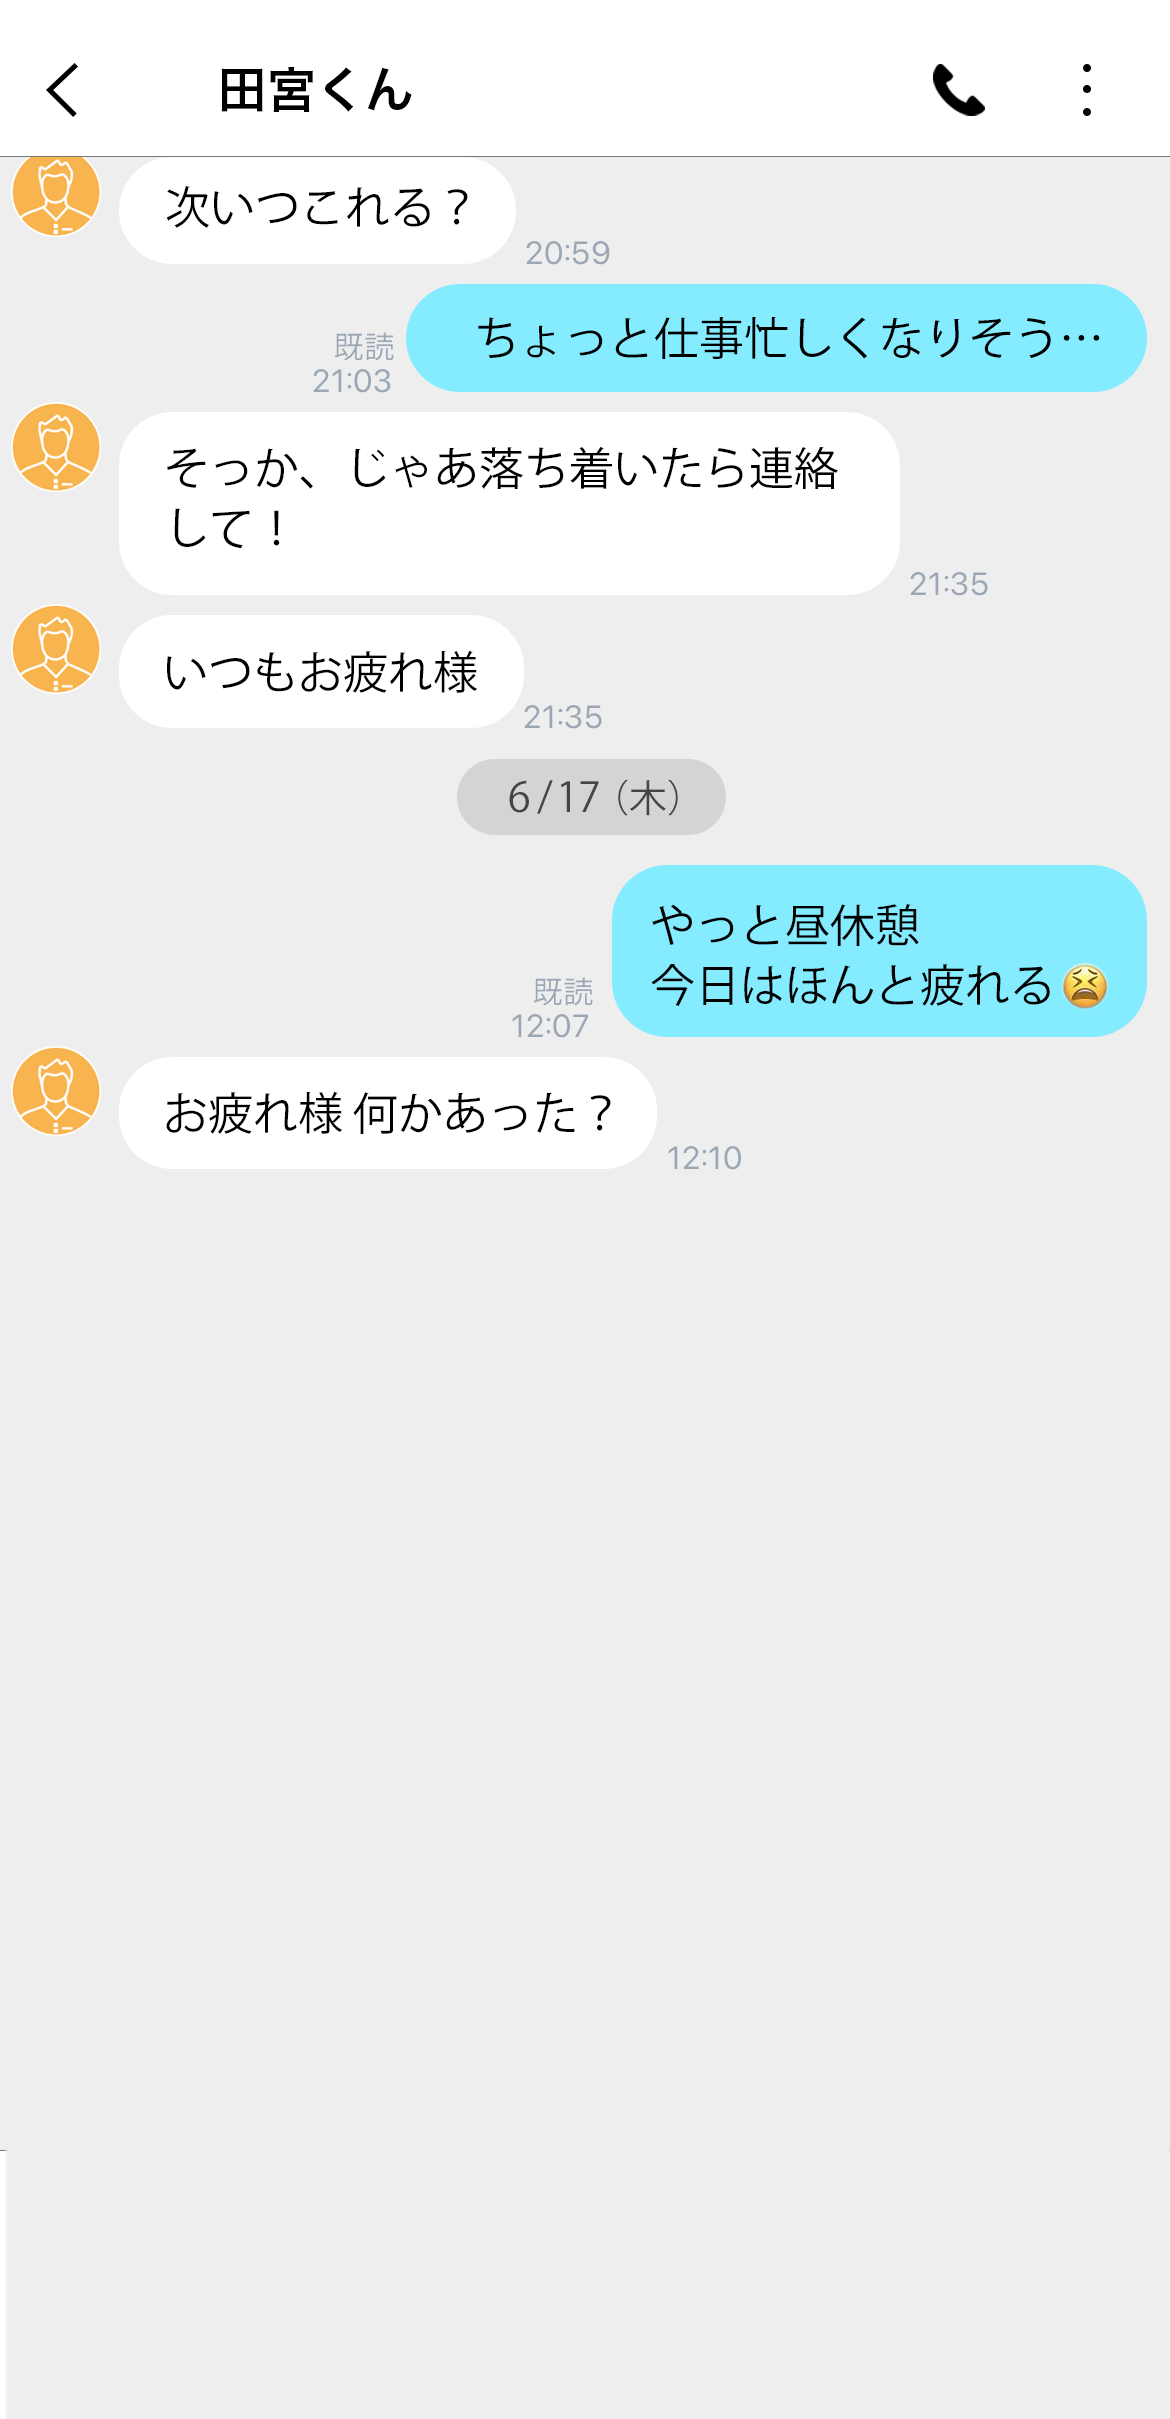 田宮くん
次いつこれる？
20:59
ちょっと仕事忙しくなりそう…
既読
21:03
そっか、じゃあ落ち着いたら連絡
して！
21:35
いつもお疲れ様
21:35
6/17（木）
やっと昼休憩
今日はほんと疲れる😫
既読
12:07
お疲れ様 何かあった？
12:10